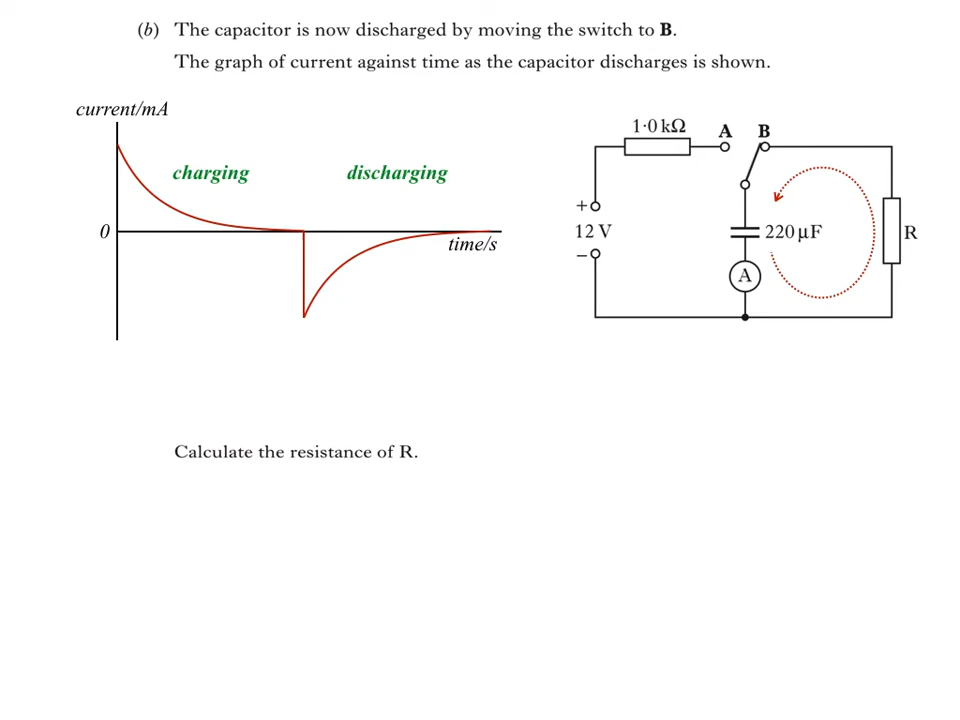 (b) The capacitor is now discharged by moving the switch to B.
The graph of current against time as the capacitor discharges is shown.
current/mA
charging
discharging
0
time/s
1·0 kΩ
A B
+
12 V
−
220 µF
R
A
Calculate the resistance of R.